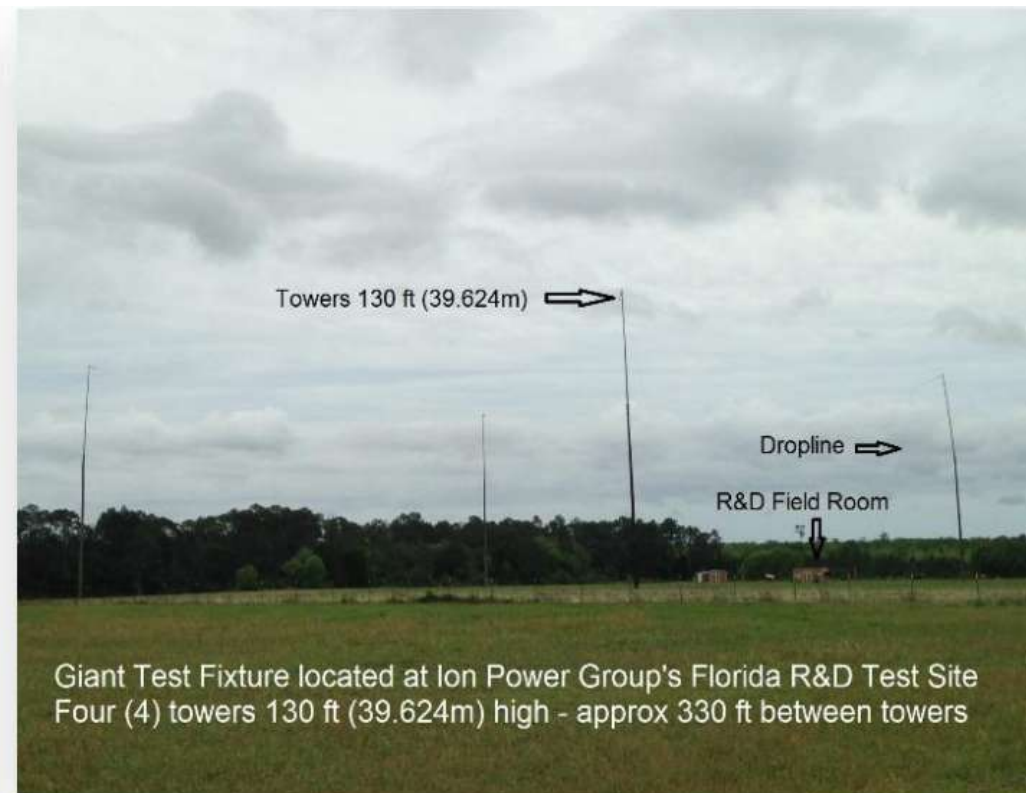 Towers 130 ft (39.624m)
Dropline
R&D Field Room
Giant Test Fixture located at Ion Power Group's Florida R&D Test Site
Four (4) towers 130 ft (39.624m) high - approx 330 ft between towers